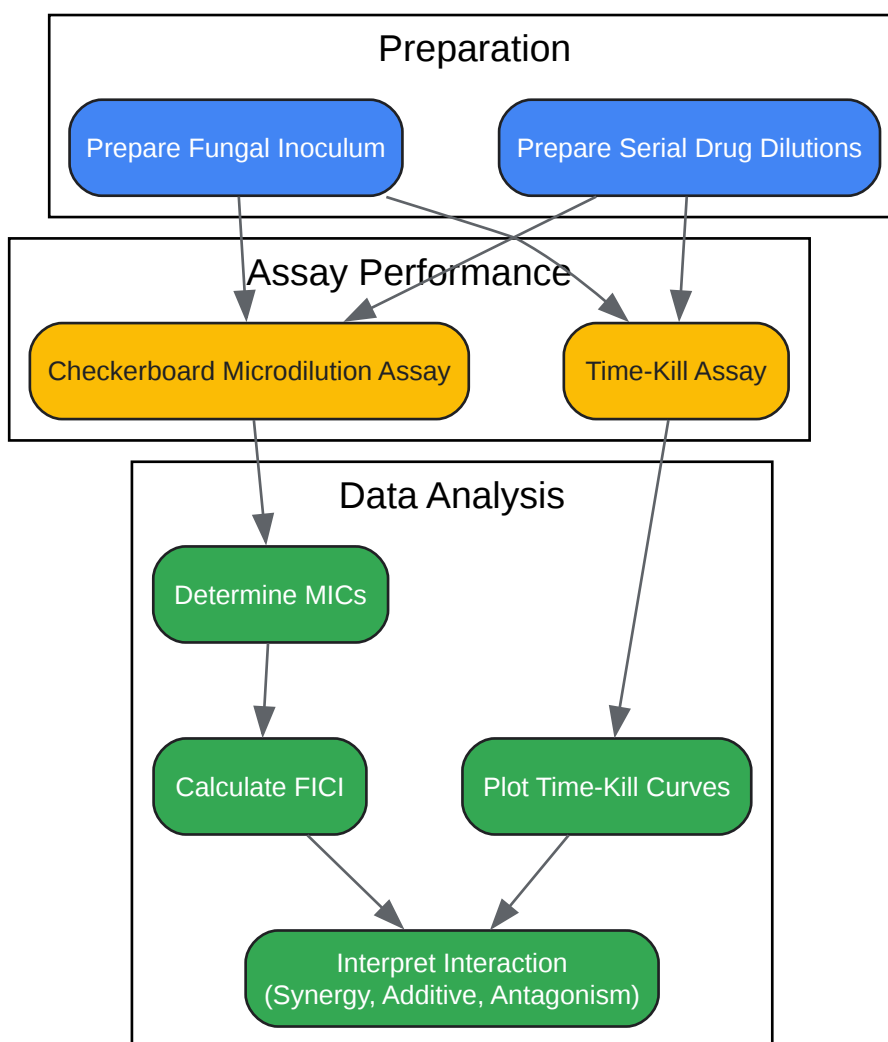 Preparation
Prepare Fungal Inoculum
Prepare Serial Drug Dilutions
Assay Performance
Checkerboard Microdilution Assay
Time-Kill Assay
Data Analysis
Determine MICs
Calculate FICI
Plot Time-Kill Curves
Interpret Interaction
(Synergy, Additive, Antagonism)